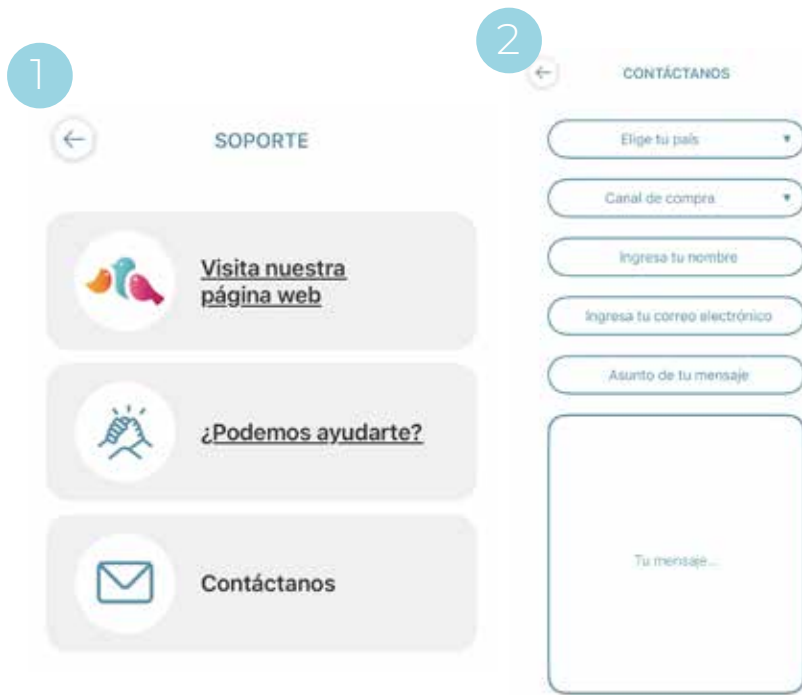 1
SOPORTE
Visita nuestra
página web
¿Podemos ayudarte?
Contáctanos
2
CONTÁCTANOS
Elige tu país
Canal de compra
Ingresa tu nombre
Ingresa tu correo electrónico
Asunto de tu mensaje
Tu mensaje...